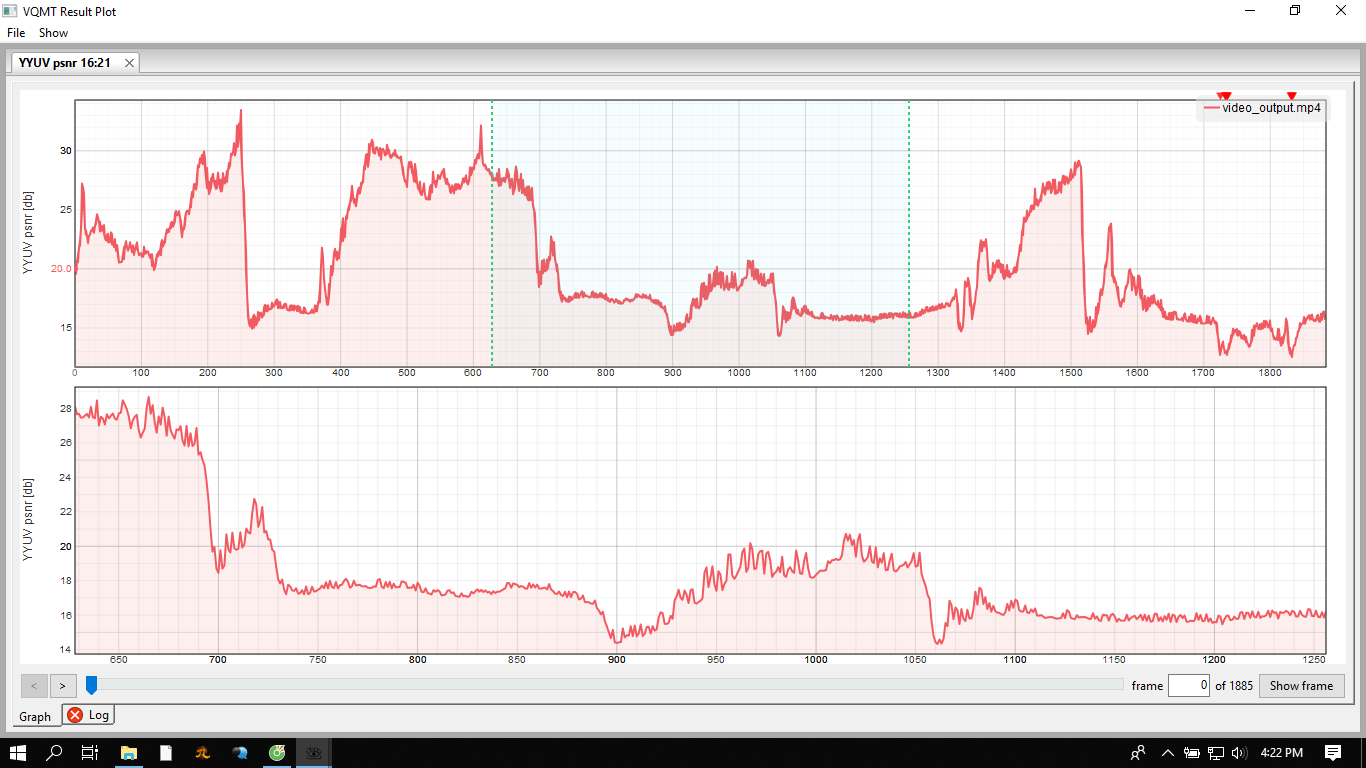 VQMT Result Plot
File Show
YYUV psnr 16:21
video_output.mp4
YYUV psnr [db]
30
25
20.0
15
0 100 200 300 400 500 600 700 800 900 1000 1100 1200 1300 1400 1500 1600 1700 1800
YYUV psnr [db]
28
26
24
22
20
18
16
14
650 700 750 800 850 900 950 1000 1050 1100 1150 1200 1250
< > frame 0 of 1885 Show frame
Graph Log
4:22 PM